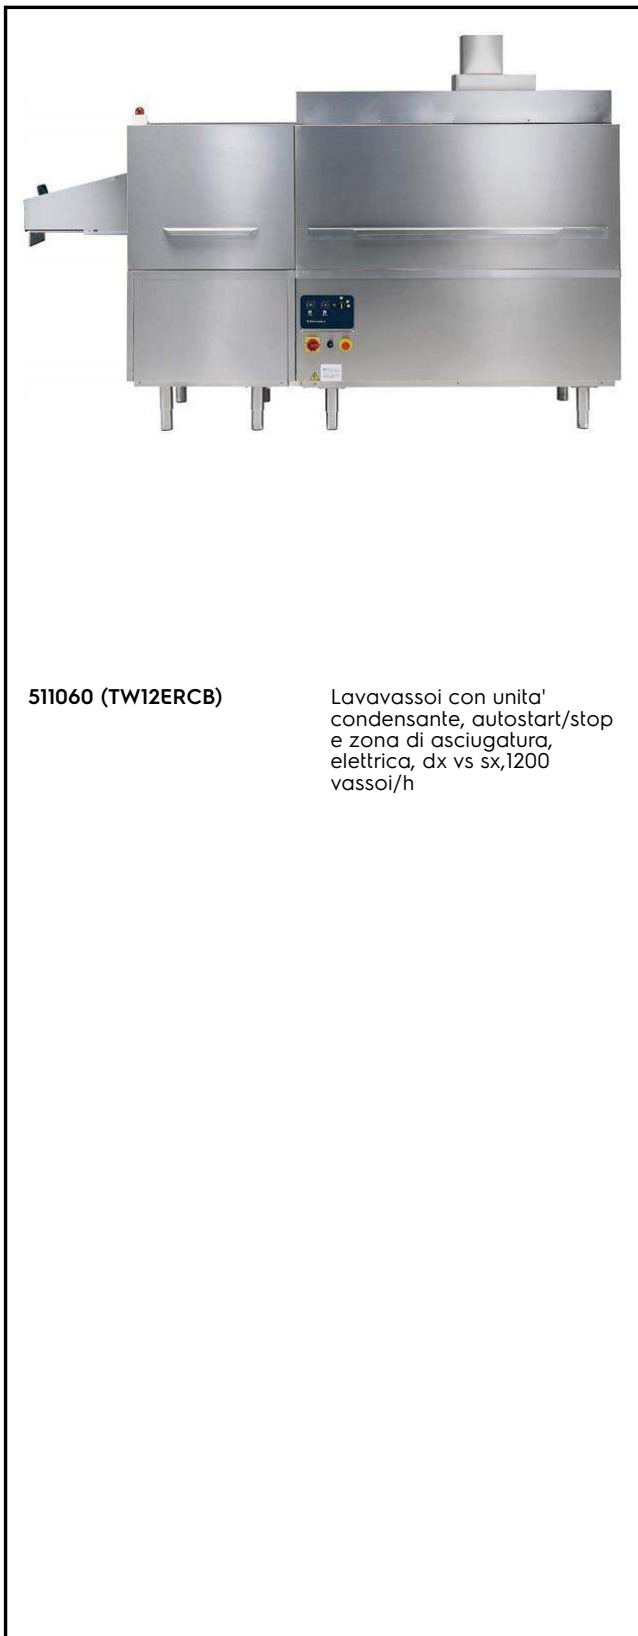 511060 (TW12ERCB)
Lavavassoi con unita'
condensante, autostart/stop
e zona di asciugatura,
elettrica, dx vs sx,1200
vassoi/h